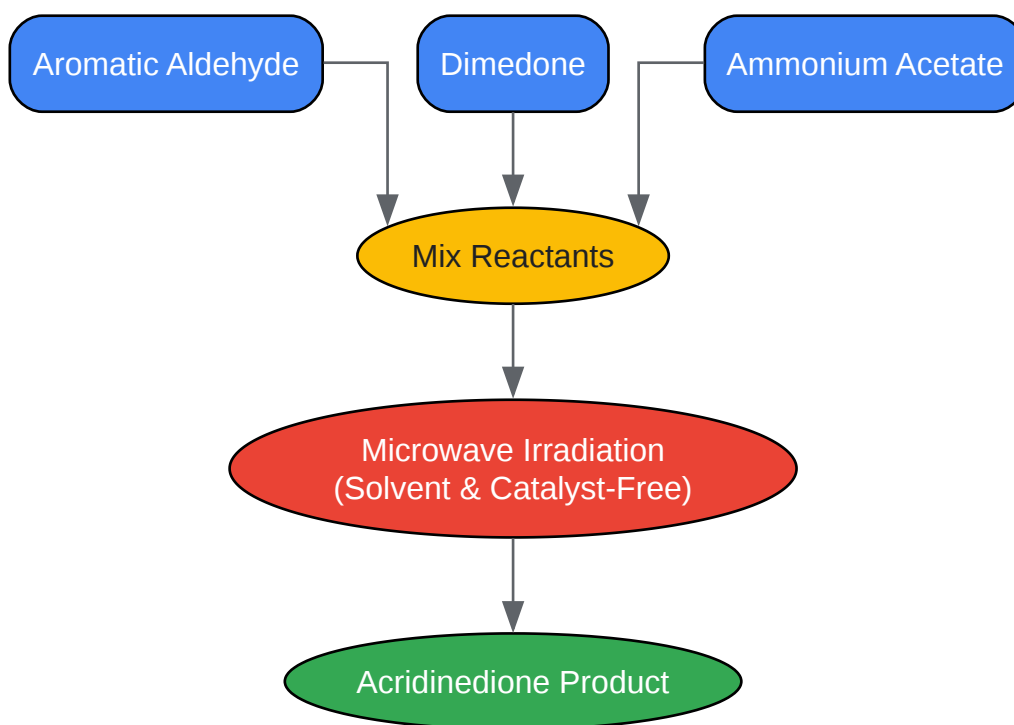 Aromatic Aldehyde
Dimedone
Ammonium Acetate
Mix Reactants
Microwave Irradiation
(Solvent & Catalyst-Free)
Acridinedione Product